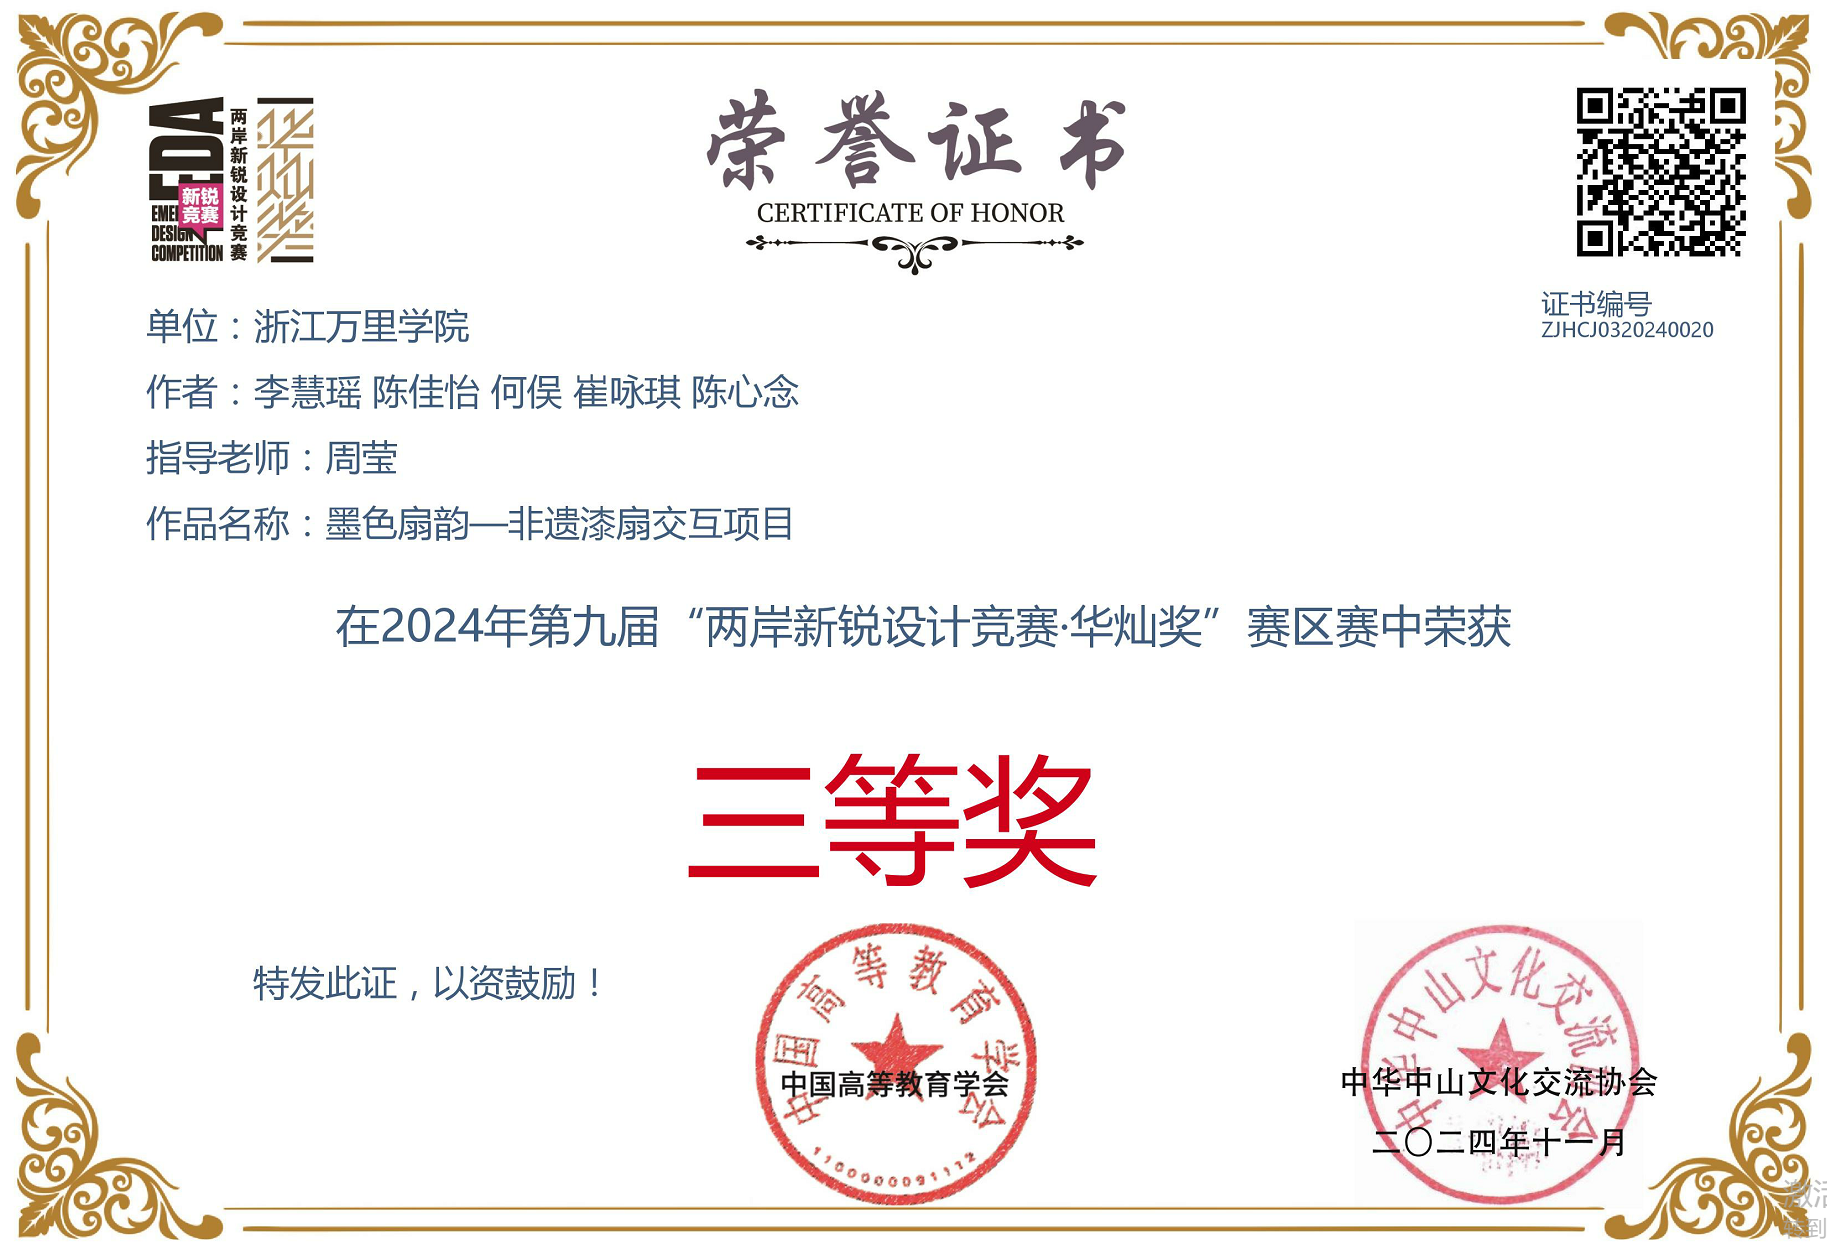 EDA
新锐
竞赛
EMERGING
DESIGN
COMPETITION
两岸新锐设计竞赛
华灿奖
荣誉证书
CERTIFICATE OF HONOR
证书编号
ZJHCJ0320240020
单位：浙江万里学院
作者：李慧瑶 陈佳怡 何俣 崔咏琪 陈心念
指导老师：周莹
作品名称：墨色扇韵—非遗漆扇交互项目
在2024年第九届“两岸新锐设计竞赛·华灿奖”赛区赛中荣获
三等奖
特发此证，以资鼓励！
中国高等教育学会
中国高等教育学会
1100000091112
中华中山文化交流协会
中华中山文化交流协会
二〇二四年十一月
激活
转到